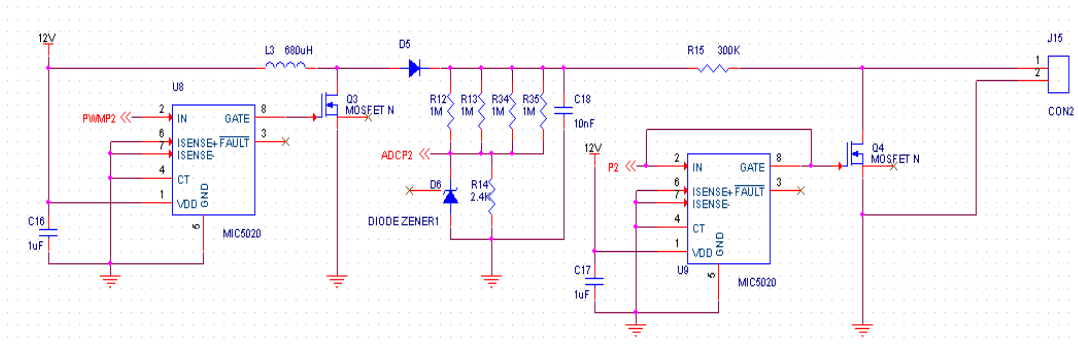 12V
L3 680uH
D5
R15 300K
J15
1
2
CON2
U8
PWMP2
2
IN
GATE
8
6
ISENSE+
FAULT
3
7
ISENSE-
4
CT
1
VDD
GND
5
MIC5020
C16
1uF
Q3
MOSFET N
R12
1M
R13
1M
R34
1M
R35
1M
C18
10nF
ADCP2
D6
DIODE ZENER1
R14
2.4K
12V
P2
2
IN
GATE
8
6
ISENSE+
FAULT
3
7
ISENSE-
4
CT
1
VDD
GND
5
U9
MIC5020
C17
1uF
Q4
MOSFET N